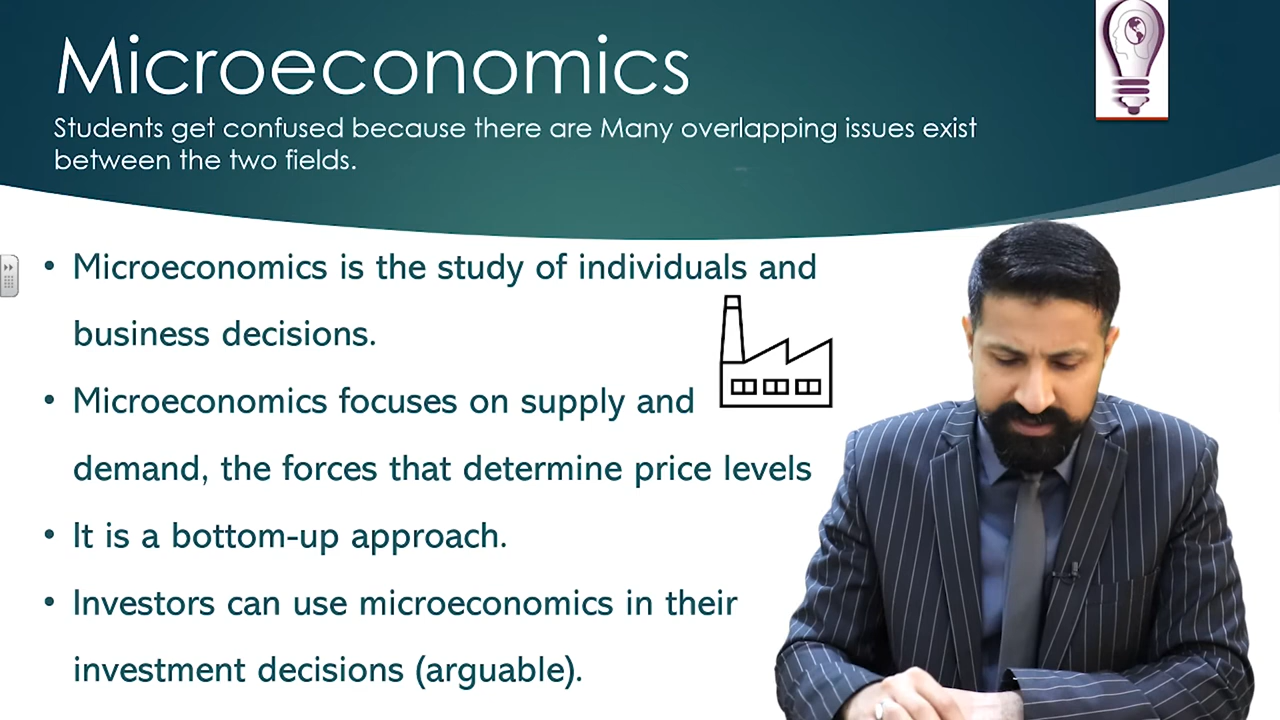 Microeconomics
Students get confused because there are Many overlapping issues exist
between the two fields.
• Microeconomics is the study of individuals and
business decisions.
• Microeconomics focuses on supply and
demand, the forces that determine price levels
• It is a bottom-up approach.
• Investors can use microeconomics in their
investment decisions (arguable).